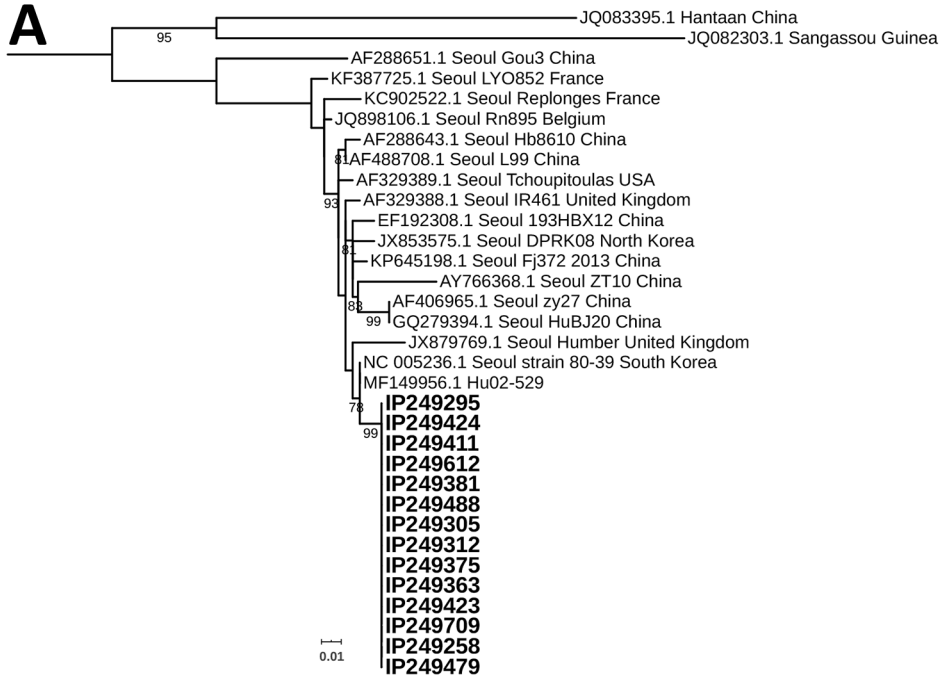 A
JQ083395.1 Hantaan China
95
JQ082303.1 Sangassou Guinea
AF288651.1 Seoul Gou3 China
KF387725.1 Seoul LYO852 France
KC902522.1 Seoul Replonges France
JQ898106.1 Seoul Rn895 Belgium
AF288643.1 Seoul Hb8610 China
81
AF488708.1 Seoul L99 China
AF329389.1 Seoul Tchoupitoulas USA
93
AF329388.1 Seoul IR461 United Kingdom
EF192308.1 Seoul 193HBX12 China
JX853575.1 Seoul DPRK08 North Korea
81
KP645198.1 Seoul Fj372 2013 China
AY766368.1 Seoul ZT10 China
83
AF406965.1 Seoul zy27 China
99
GQ279394.1 Seoul HuBJ20 China
JX879769.1 Seoul Humber United Kingdom
NC 005236.1 Seoul strain 80-39 South Korea
MF149956.1 Hu02-529
78
IP249295
IP249424
99
IP249411
IP249612
IP249381
IP249488
IP249305
IP249312
IP249375
IP249363
IP249423
IP249709
IP249258
0.01
IP249479